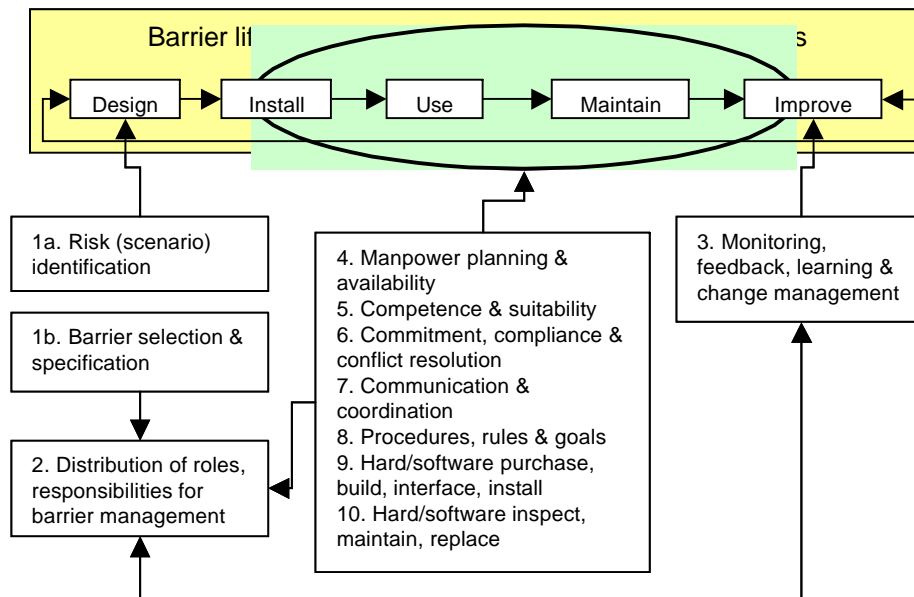 Barrier
Design
Install
Use
Maintain
Improve
1a. Risk (scenario)
identification
1b. Barrier selection &
specification
2. Distribution of roles,
responsibilities for
barrier management
4. Manpower planning &
availability
5. Competence & suitability
6. Commitment, compliance &
conflict resolution
7. Communication &
coordination
8. Procedures, rules & goals
9. Hard/software purchase,
build, interface, install
10. Hard/software inspect,
maintain, replace
3. Monitoring,
feedback, learning &
change management